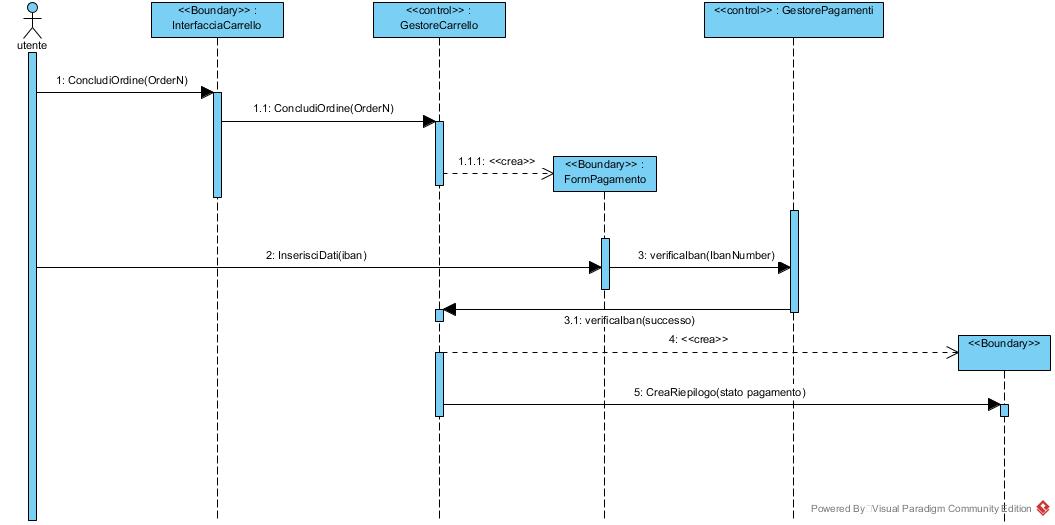 <<Boundary>> :
InterfacciaCarrello
<<control>> :
GestoreCarrello
<<control>> : GestorePagamenti
utente
1: ConcludiOrdine(OrderN)
1.1: ConcludiOrdine(OrderN)
1.1.1: <<crea>>
<<Boundary>> :
FormPagamento
2: InserisciDati(iban)
3: verificaIban(IbanNumber)
3.1: verificaIban(successo)
4: <<crea>>
<<Boundary>>
5: CreaRiepilogo(stato pagamento)
Powered By Visual Paradigm Community Edition